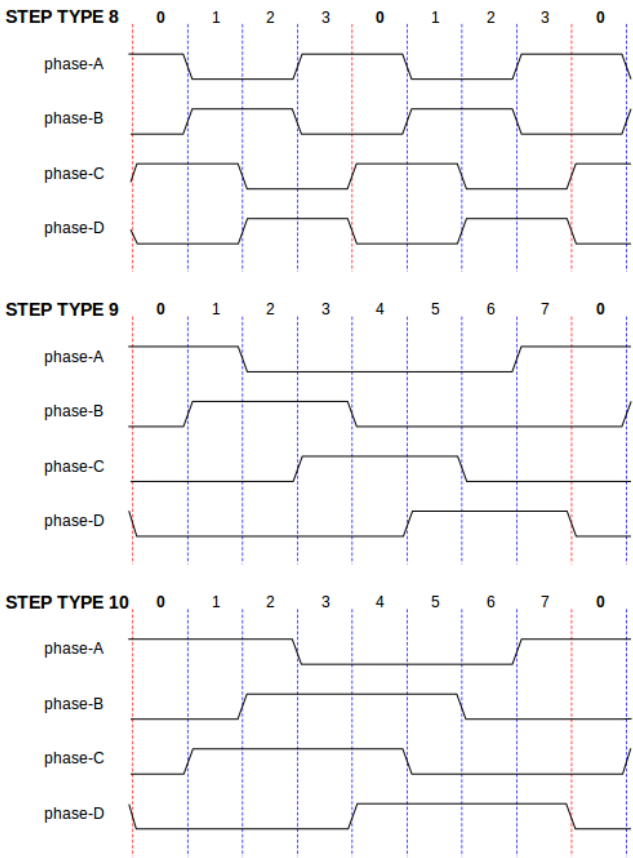 STEP TYPE 8 0 1 2 3 0 1 2 3 0
phase-A
phase-B
phase-C
phase-D
STEP TYPE 9 0 1 2 3 4 5 6 7 0
phase-A
phase-B
phase-C
phase-D
STEP TYPE 10 0 1 2 3 4 5 6 7 0
phase-A
phase-B
phase-C
phase-D